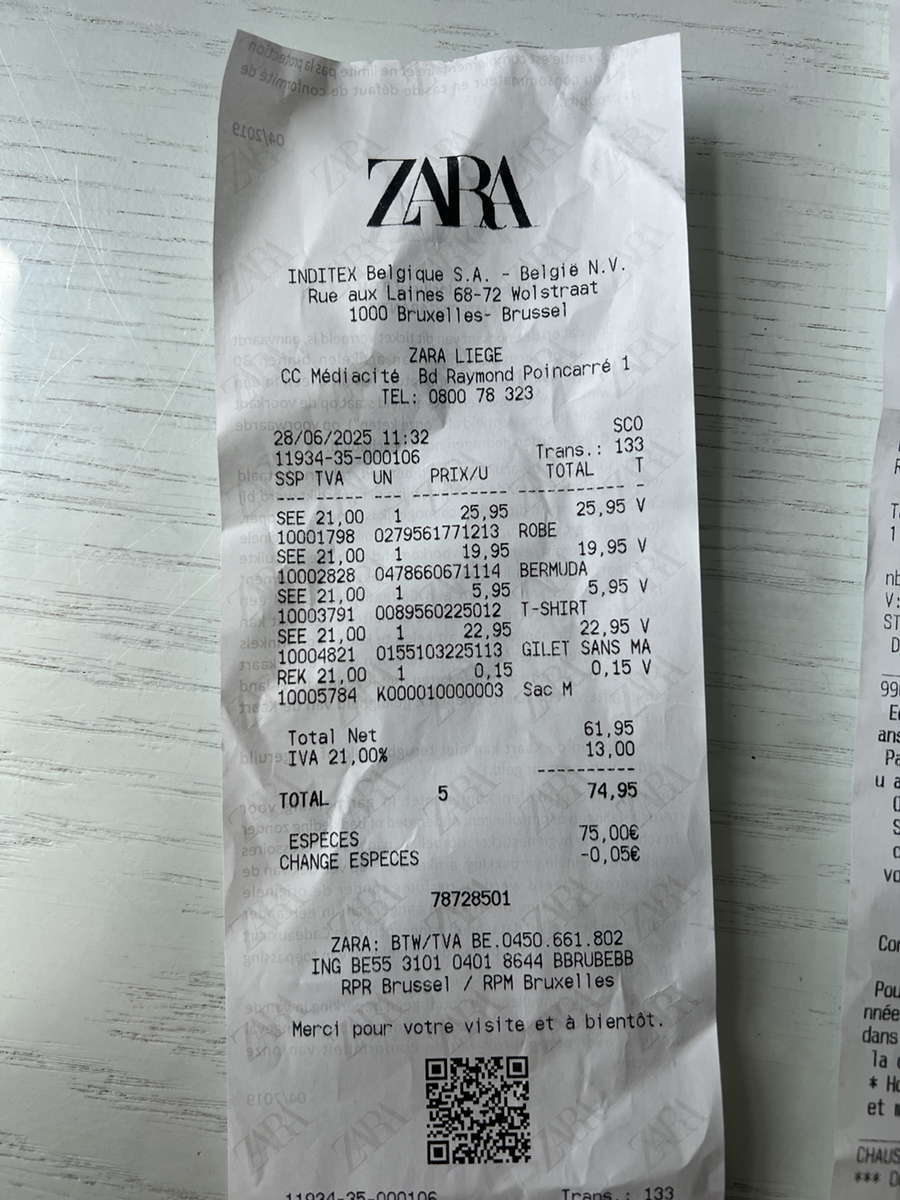 ZARA
INDITEX Belgique S.A. - België N.V.
Rue aux Laines 68-72 Wolstraat
1000 Bruxelles- Brussel
ZARA LIEGE
CC Médiacité Bd Raymond Poincarré 1
TEL: 0800 78 323
SCO
28/06/2025 11:32
11934-35-000106 Trans.: 133
SSP TVA UN PRIX/U TOTAL T
--- ----- --- ---------- ----------- -
SEE 21,00 1 25,95 25,95 V
10001798 0279561771213 ROBE
SEE 21,00 1 19,95 19,95 V
10002828 0478660671114 BERMUDA
SEE 21,00 1 5,95 5,95 V
10003791 0089560225012 T-SHIRT
SEE 21,00 1 22,95 22,95 V
10004821 0155103225113 GILET SANS MA
REK 21,00 1 0,15 0,15 V
10005784 K000010000003 Sac M
Total Net 61,95
IVA 21,00% 13,00
----------
TOTAL 5 74,95
ESPECES 75,00€
CHANGE ESPECES -0,05€
78728501
ZARA: BTW/TVA BE.0450.661.802
ING BE55 3101 0401 8644 BBRUBEBB
RPR Brussel / RPM Bruxelles
Merci pour votre visite et à bientôt.
11934-35-000106 Trans.: 133
04/2019